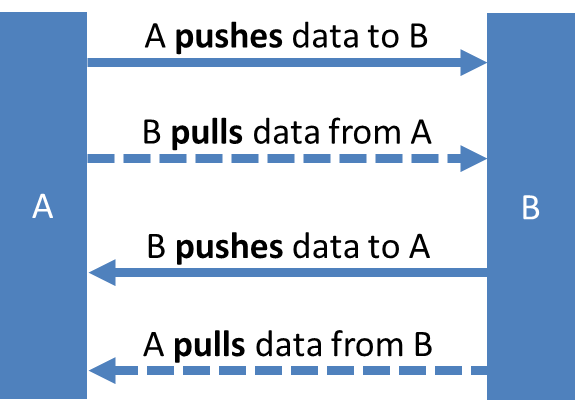 A pushes data to B
B pulls data from A
A
B
B pushes data to A
A pulls data from B